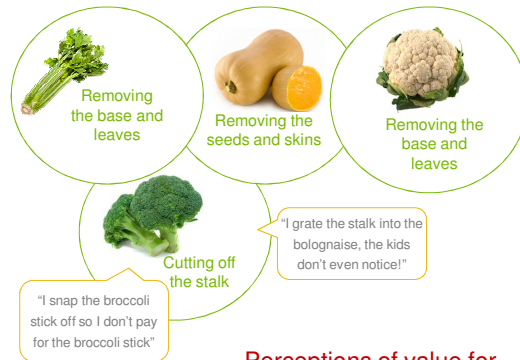 Removing
the base and
leaves
Removing the
seeds and skins
Removing the
base and
leaves
Cutting off
the stalk
“I grate the stalk into the
bolognaise, the kids
don’t even notice!”
“I snap the broccoli
stick off so I don’t pay
for the broccoli stick”
Perceptions of value for